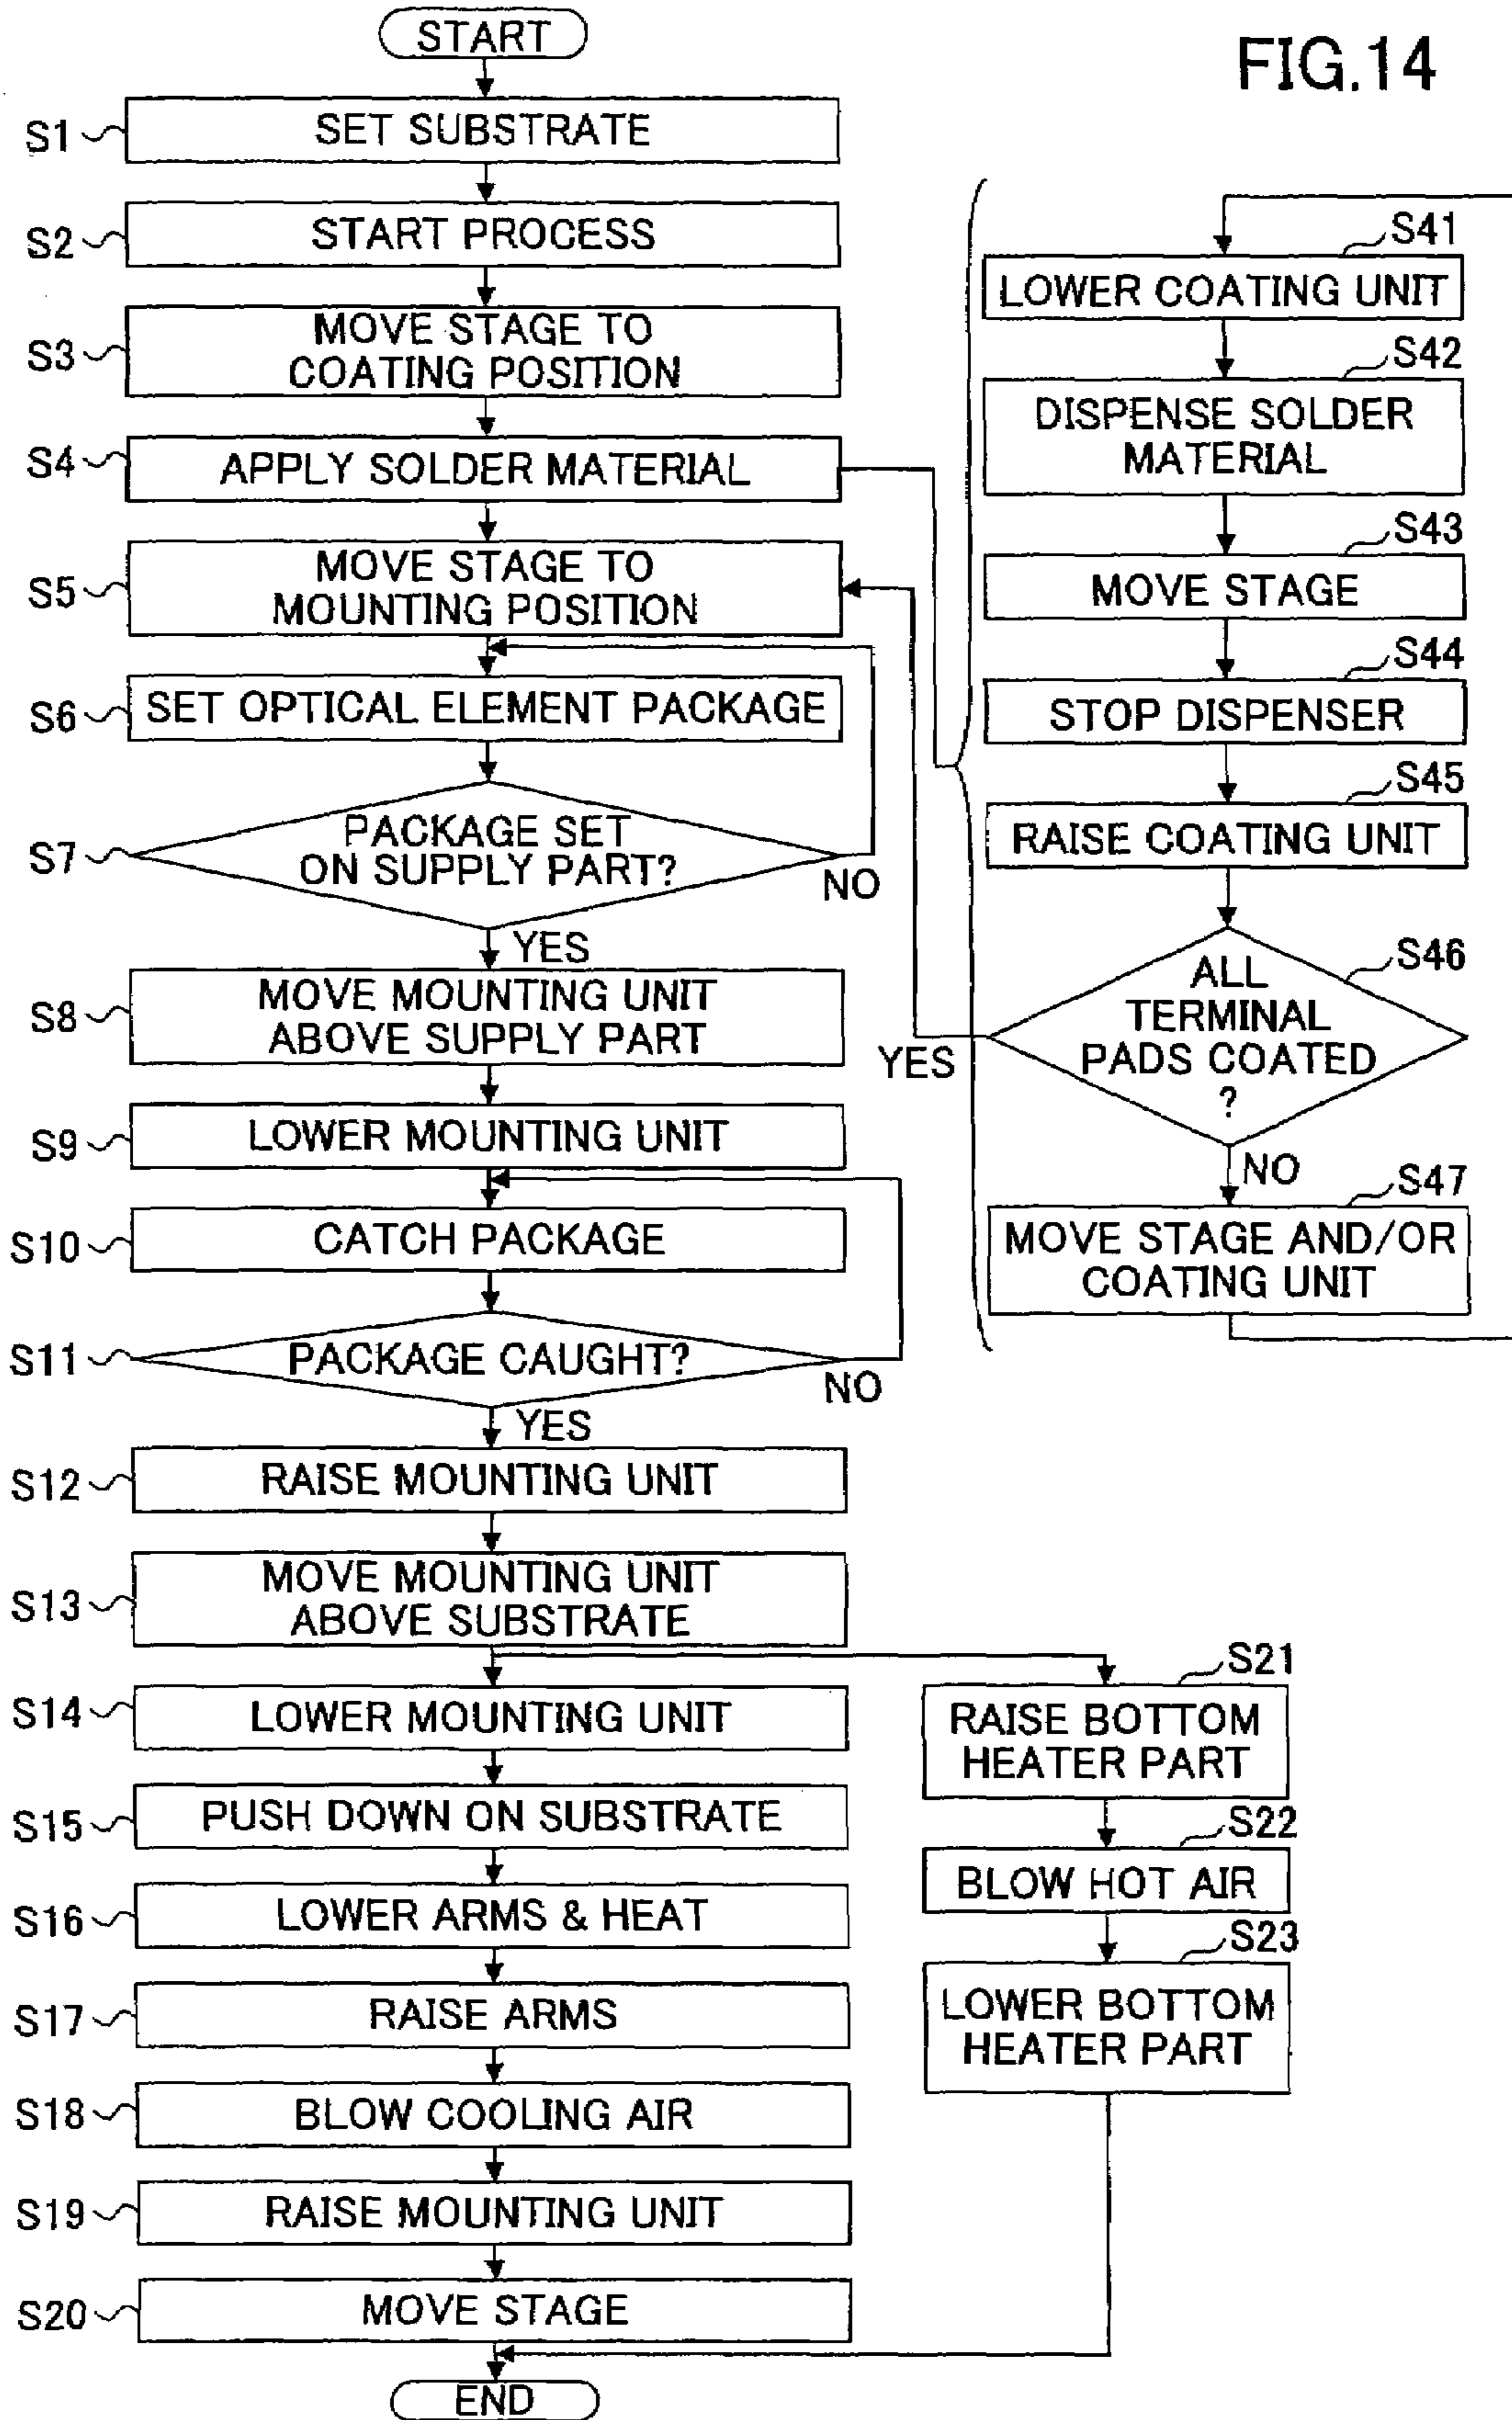 FIG.14
START
S1
SET SUBSTRATE
S2
START PROCESS
S3
MOVE STAGE TO
COATING POSITION
S4
APPLY SOLDER MATERIAL
S5
MOVE STAGE TO
MOUNTING POSITION
S6
SET OPTICAL ELEMENT PACKAGE
S7
PACKAGE SET
ON SUPPLY PART?
NO
YES
S8
MOVE MOUNTING UNIT
ABOVE SUPPLY PART
S9
LOWER MOUNTING UNIT
S10
CATCH PACKAGE
S11
PACKAGE CAUGHT?
NO
YES
S12
RAISE MOUNTING UNIT
S13
MOVE MOUNTING UNIT
ABOVE SUBSTRATE
S14
LOWER MOUNTING UNIT
S15
PUSH DOWN ON SUBSTRATE
S16
LOWER ARMS & HEAT
S17
RAISE ARMS
S18
BLOW COOLING AIR
S19
RAISE MOUNTING UNIT
S20
MOVE STAGE
END
S41
LOWER COATING UNIT
S42
DISPENSE SOLDER
MATERIAL
S43
MOVE STAGE
S44
STOP DISPENSER
S45
RAISE COATING UNIT
S46
ALL
TERMINAL
PADS COATED
?
YES
NO
S47
MOVE STAGE AND/OR
COATING UNIT
S21
RAISE BOTTOM
HEATER PART
S22
BLOW HOT AIR
S23
LOWER BOTTOM
HEATER PART